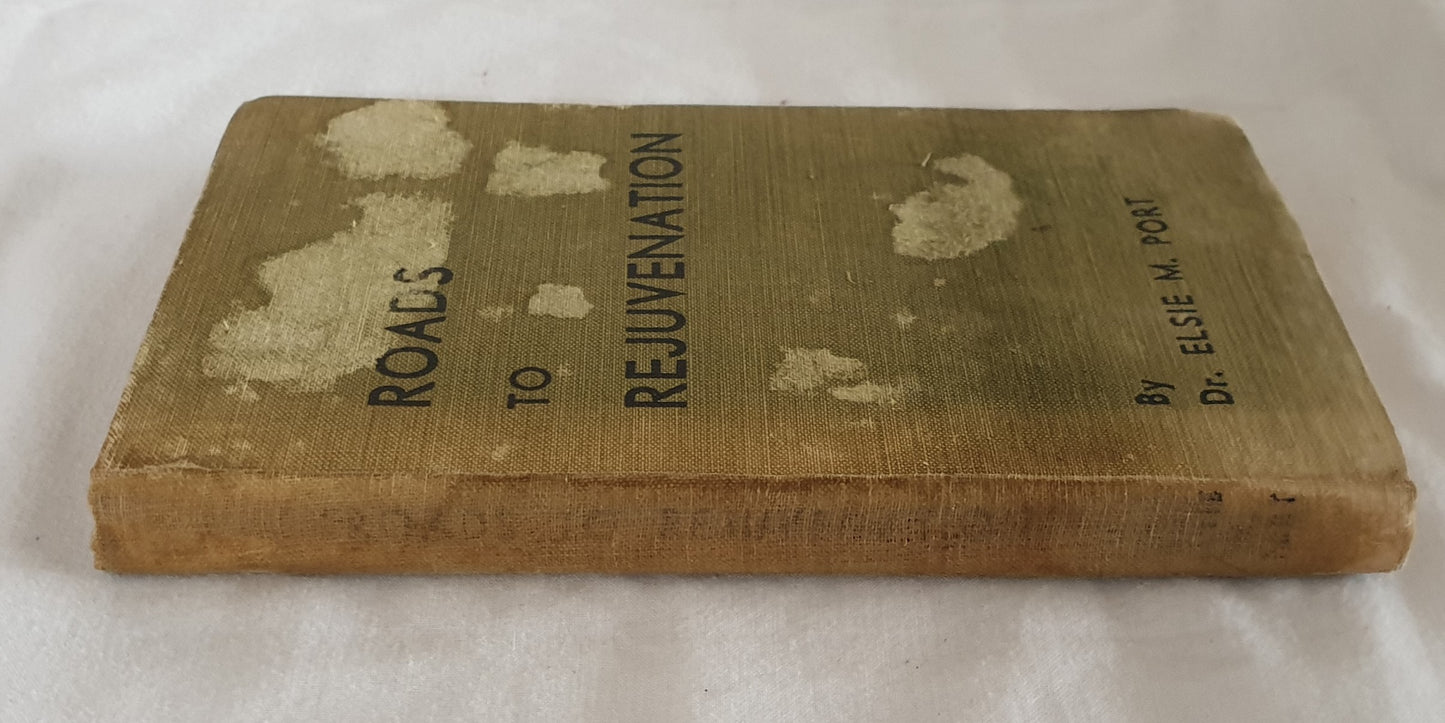 ROADS
TO
REJUVENATION
By
Dr. ELSIE M. PORT